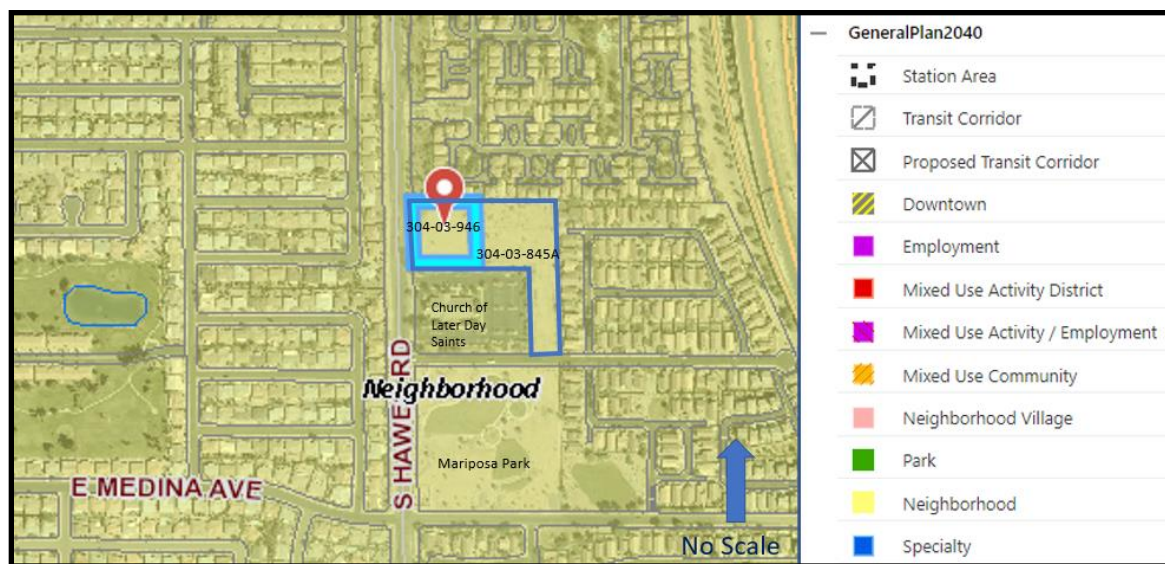 304-03-946
304-03-845A
Church of
Later Day
Saints
Neighborhood
S HAWES RD
Mariposa Park
E MEDINA AVE
No Scale
GeneralPlan2040
Station Area
Transit Corridor
Proposed Transit Corridor
Downtown
Employment
Mixed Use Activity District
Mixed Use Activity / Employment
Mixed Use Community
Neighborhood Village
Park
Neighborhood
Specialty